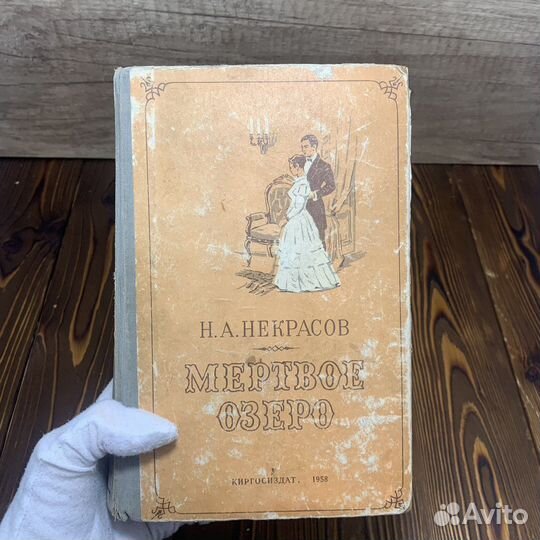 Н.А.НЕКРАСОВ
МЕРТВОЕ
ОЗЕРО
КИРГОСИЗДАТ. 1958
Avito